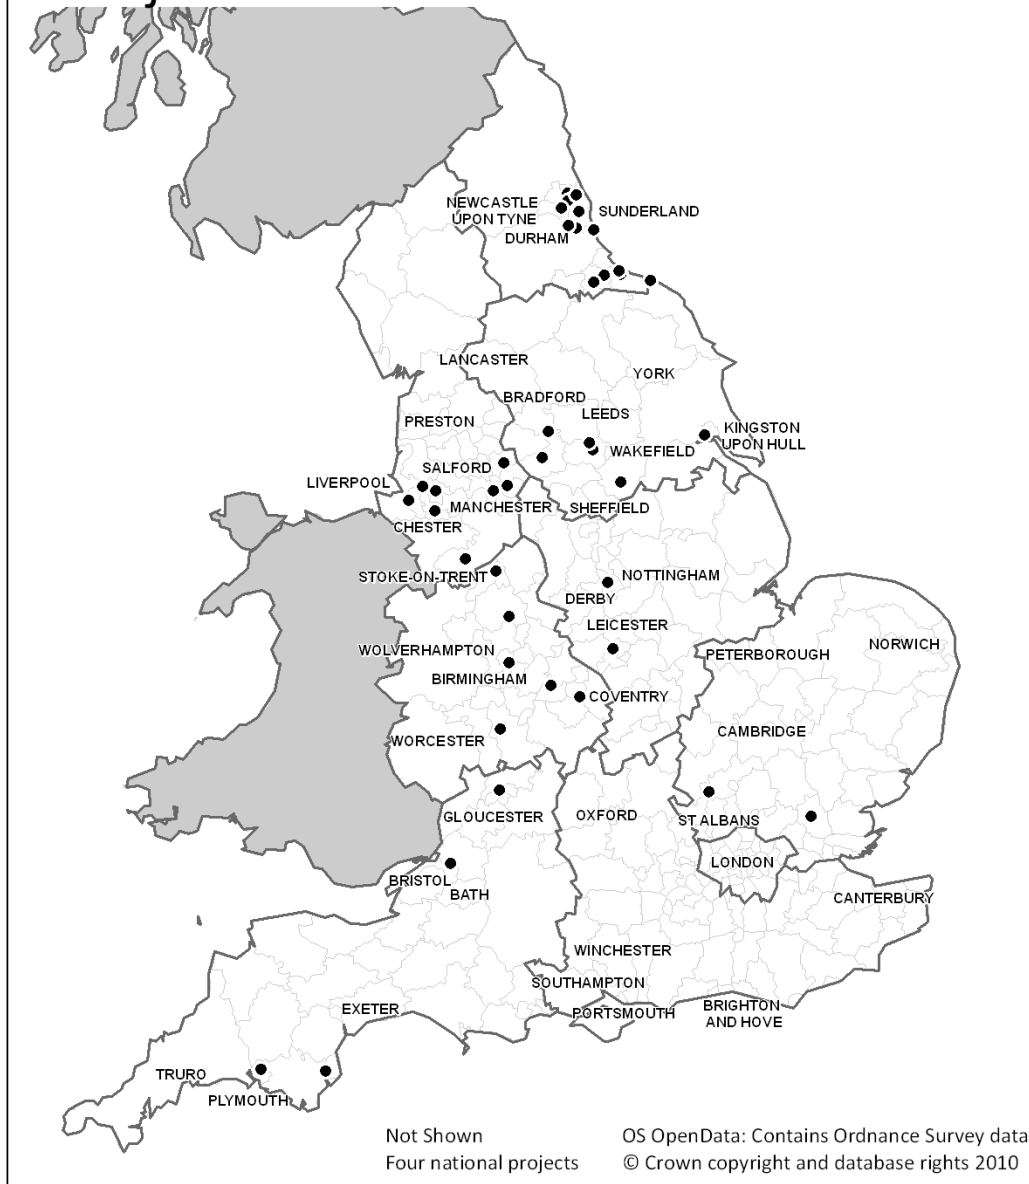 NEWCASTLE
UPON TYNE
SUNDERLAND
DURHAM
LANCASTER
YORK
BRADFORD
LEEDS
PRESTON
KINGSTON
UPON HULL
WAKEFIELD
SALFORD
LIVERPOOL
MANCHESTER
SHEFFIELD
CHESTER
STOKE-ON-TRENT
NOTTINGHAM
DERBY
LEICESTER
NORWICH
WOLVERHAMPTON
PETERBOROUGH
BIRMINGHAM
COVENTRY
CAMBRIDGE
WORCESTER
GLOUCESTER
OXFORD
ST ALBANS
LONDON
BRISTOL
BATH
CANTERBURY
WINCHESTER
SOUTHAMPTON
EXETER
PORTSMOUTH
BRIGHTON
AND HOVE
TRURO
PLYMOUTH
Not Shown
Four national projects
OS OpenData: Contains Ordnance Survey data
© Crown copyright and database rights 2010